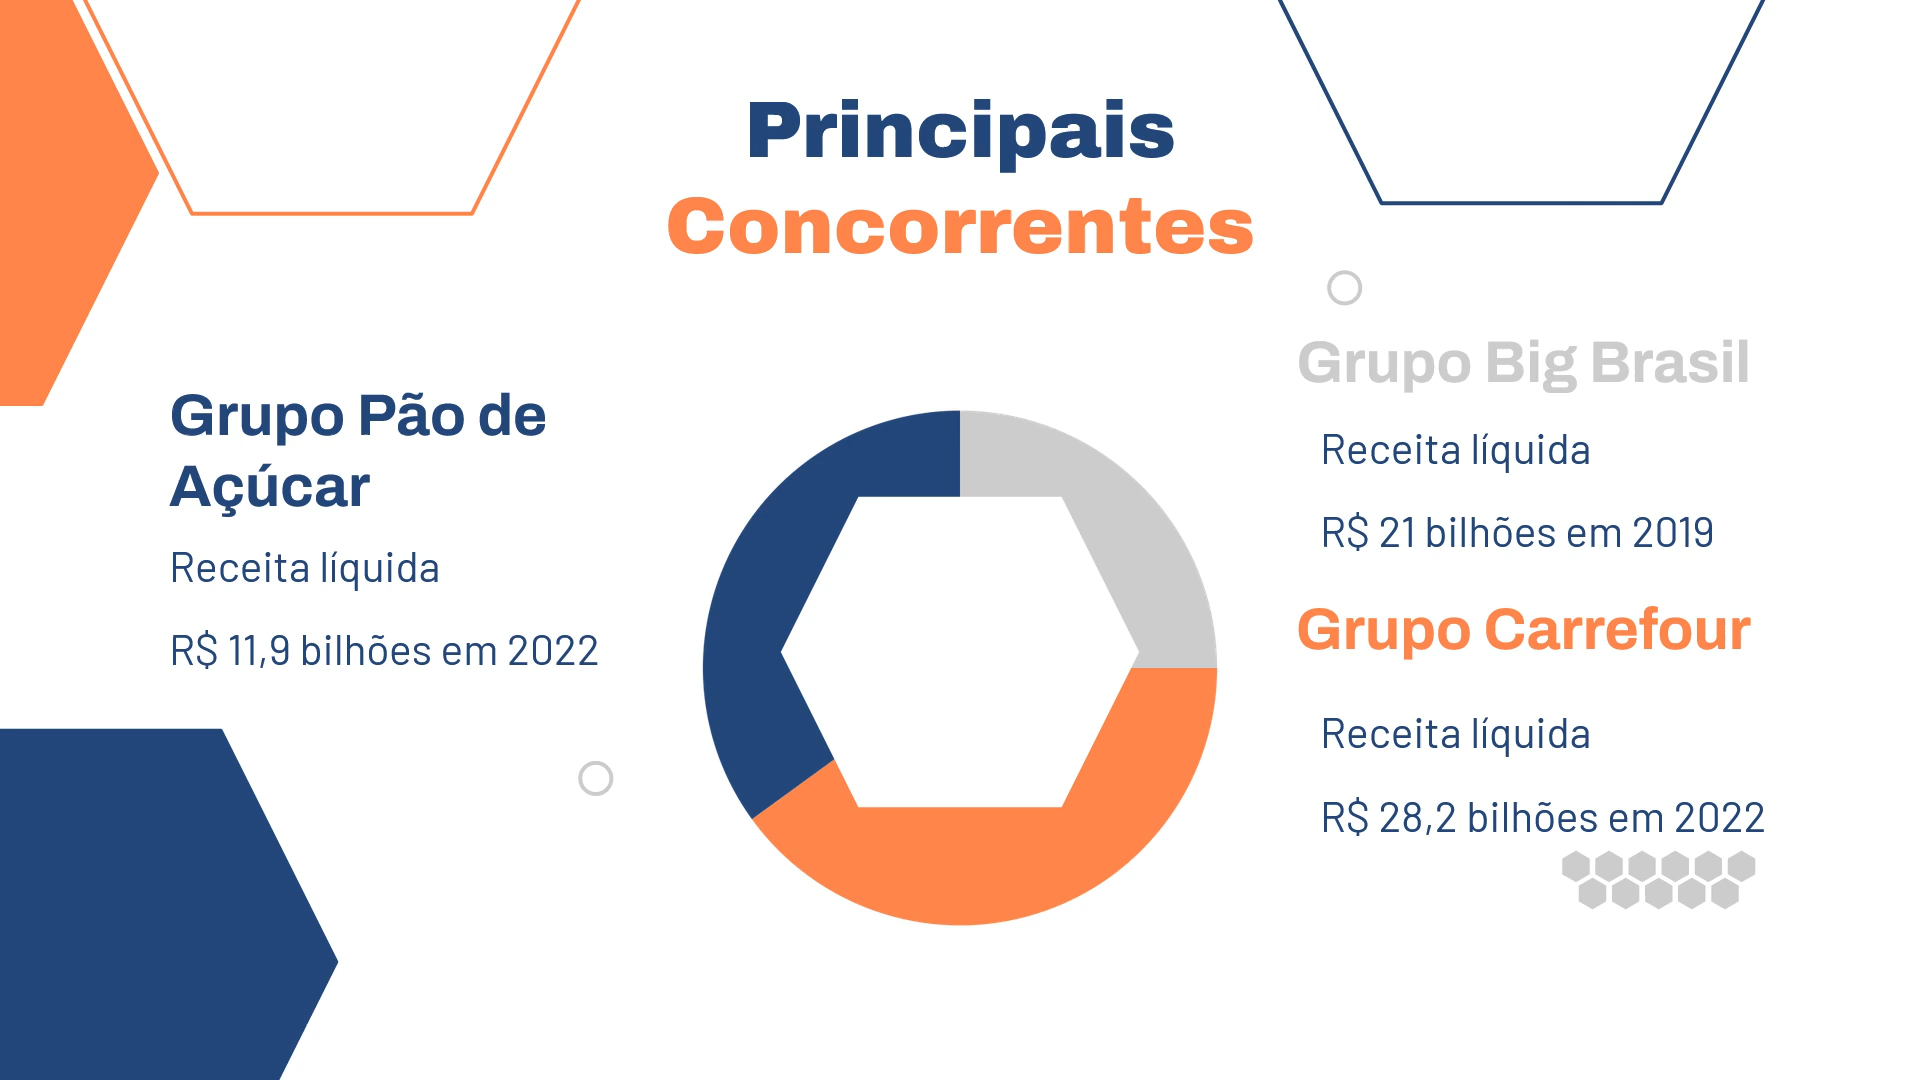 Principais
Concorrentes
Grupo Pão de
Açúcar
Receita líquida
R$ 11,9 bilhões em 2022
Grupo Big Brasil
Receita líquida
R$ 21 bilhões em 2019
Grupo Carrefour
Receita líquida
R$ 28,2 bilhões em 2022